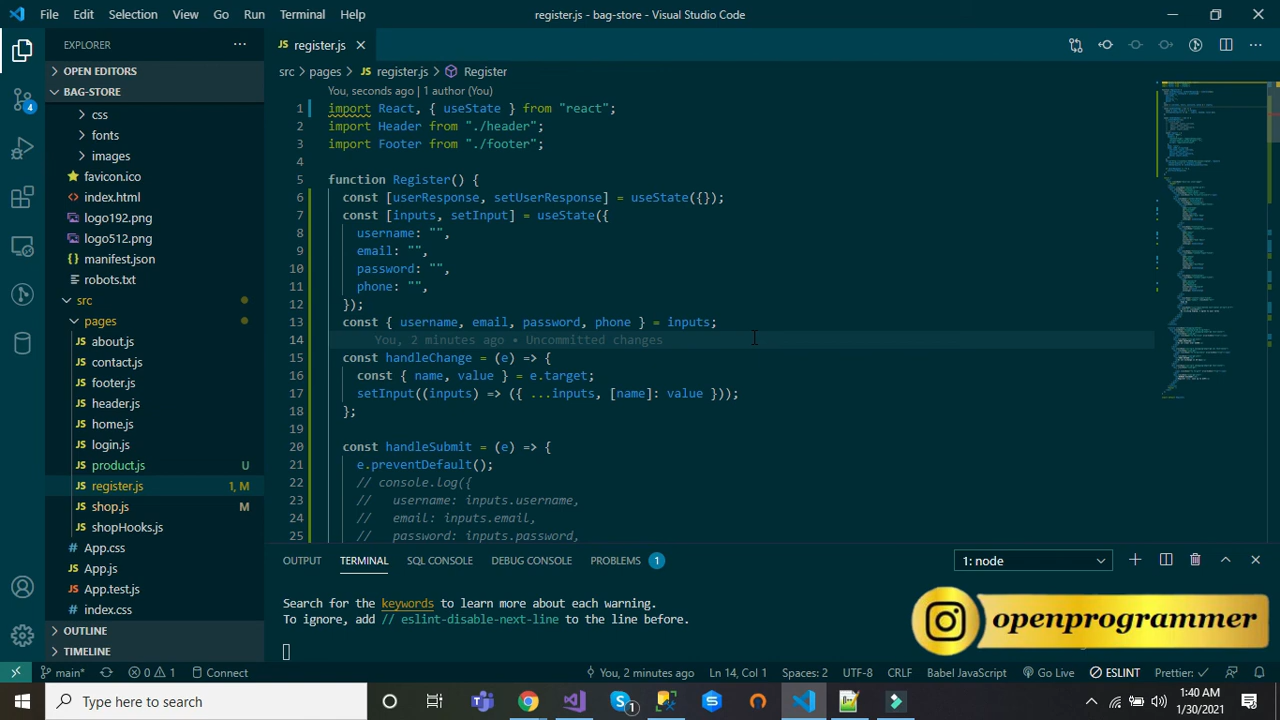 File Edit Selection View Go Run Terminal Help register.js - bag-store - Visual Studio Code
EXPLORER
OPEN EDITORS
BAG-STORE
css
fonts
images
favicon.ico
index.html
logo192.png
logo512.png
manifest.json
robots.txt
src
pages
about.js
contact.js
footer.js
header.js
home.js
login.js
product.js U
register.js 1, M
shop.js M
shopHooks.js
App.css
App.js
App.test.js
index.css
OUTLINE
TIMELINE
4
register.js
src > pages > register.js > Register
You, seconds ago | 1 author (You)
1 import React, { useState } from "react";
2 import Header from "./header";
3 import Footer from "./footer";
4
5 function Register() {
6 const [userResponse, setUserResponse] = useState({});
7 const [inputs, setInput] = useState({
8 username: "",
9 email: "",
10 password: "",
11 phone: "",
12 });
13 const { username, email, password, phone } = inputs;
14 You, 2 minutes ago • Uncommitted changes
15 const handleChange = (e) => {
16 const { name, value } = e.target;
17 setInput((inputs) => ({ ...inputs, [name]: value }));
18 };
19
20 const handleSubmit = (e) => {
21 e.preventDefault();
22 // console.log({
23 // username: inputs.username,
24 // email: inputs.email,
25 // password: inputs.password,
OUTPUT TERMINAL SQL CONSOLE DEBUG CONSOLE PROBLEMS 1 1: node
Search for the keywords to learn more about each warning.
To ignore, add // eslint-disable-next-line to the line before.
openprogrammer
main* 0 1 Connect You, 2 minutes ago Ln 14, Col 1 Spaces: 2 UTF-8 CRLF Babel JavaScript Go Live ESLINT Prettier: ✓
Type here to search
1
1:40 AM
1/30/2021